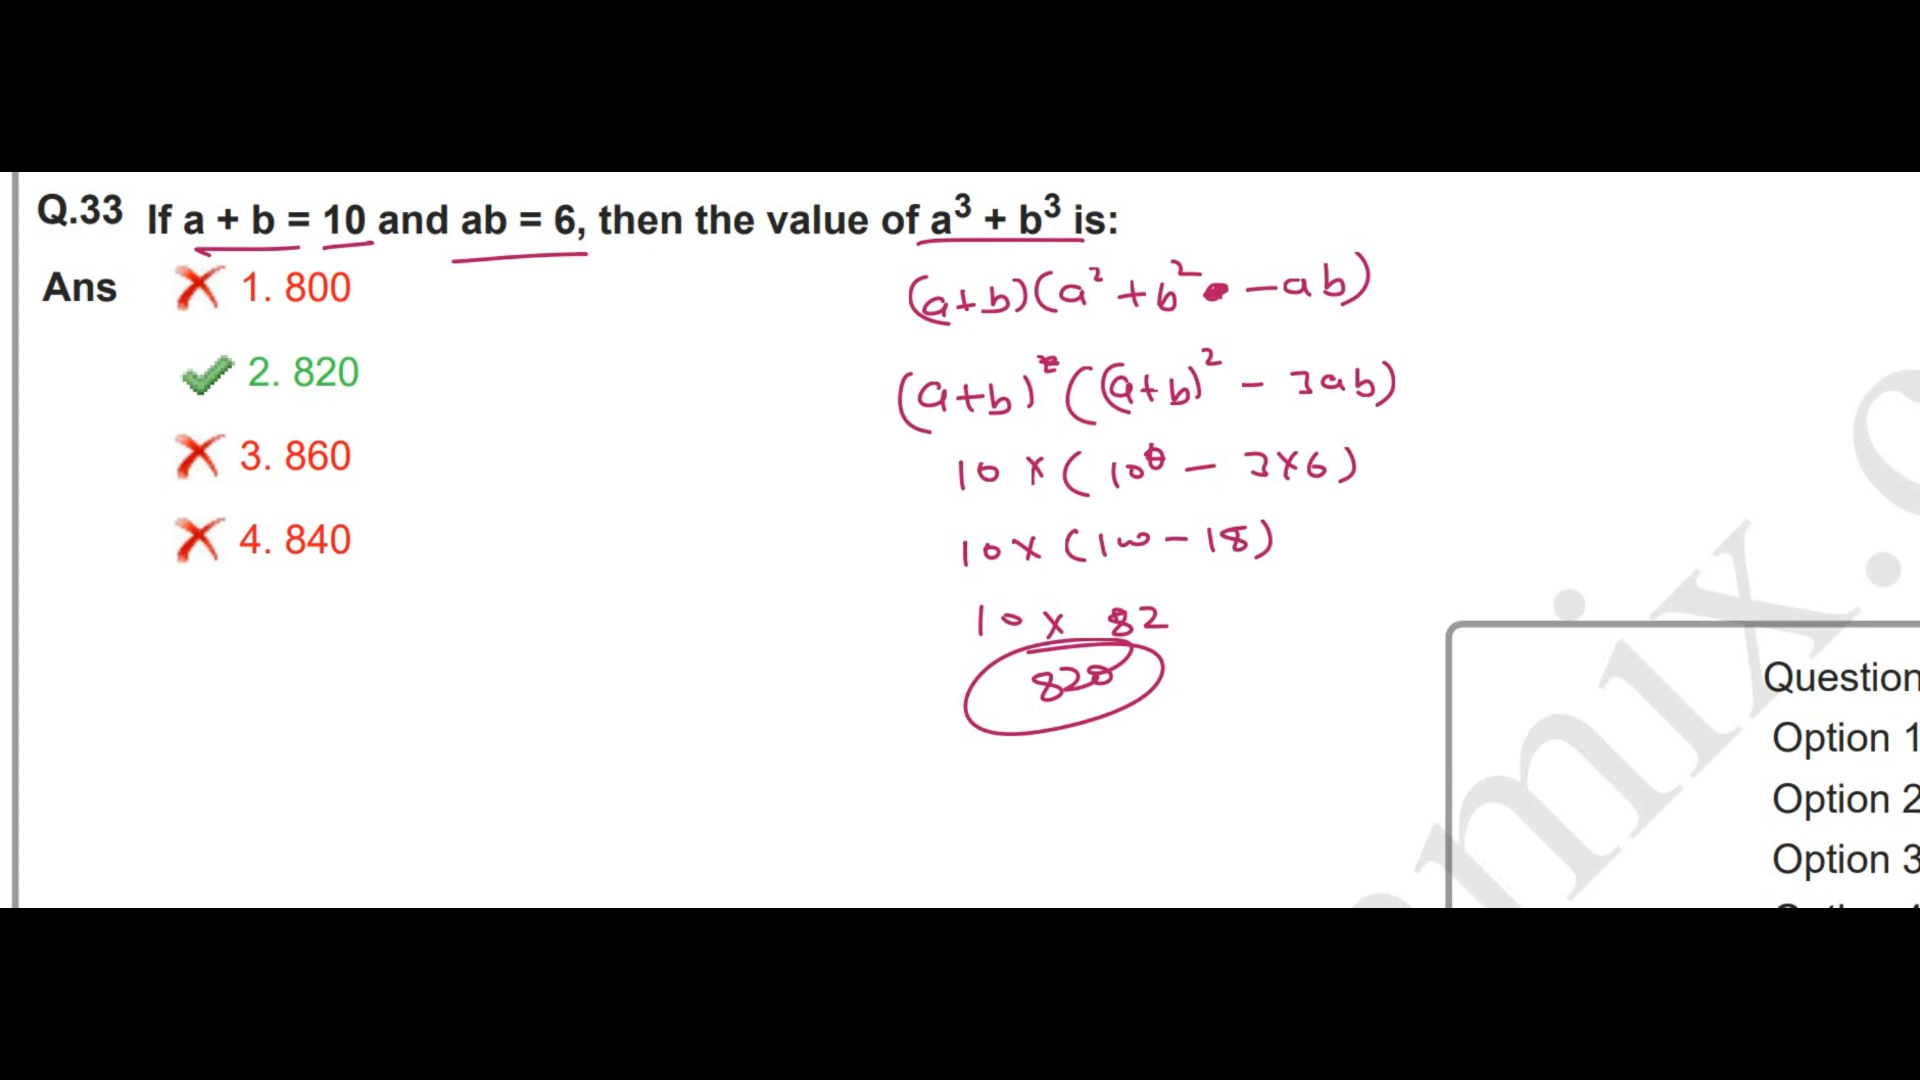 Q.33 If a + b = 10 and ab = 6, then the value of a³ + b³ is:
Ans 1. 800
2. 820
3. 860
4. 840
(a+b)(a² + b² - ab)
(a+b) ((a+b)² - 3ab)
10 × (10 - 3×6)
10 × (100 - 18)
10 × 82
820
mix.c
Question
Option 1
Option 2
Option 3